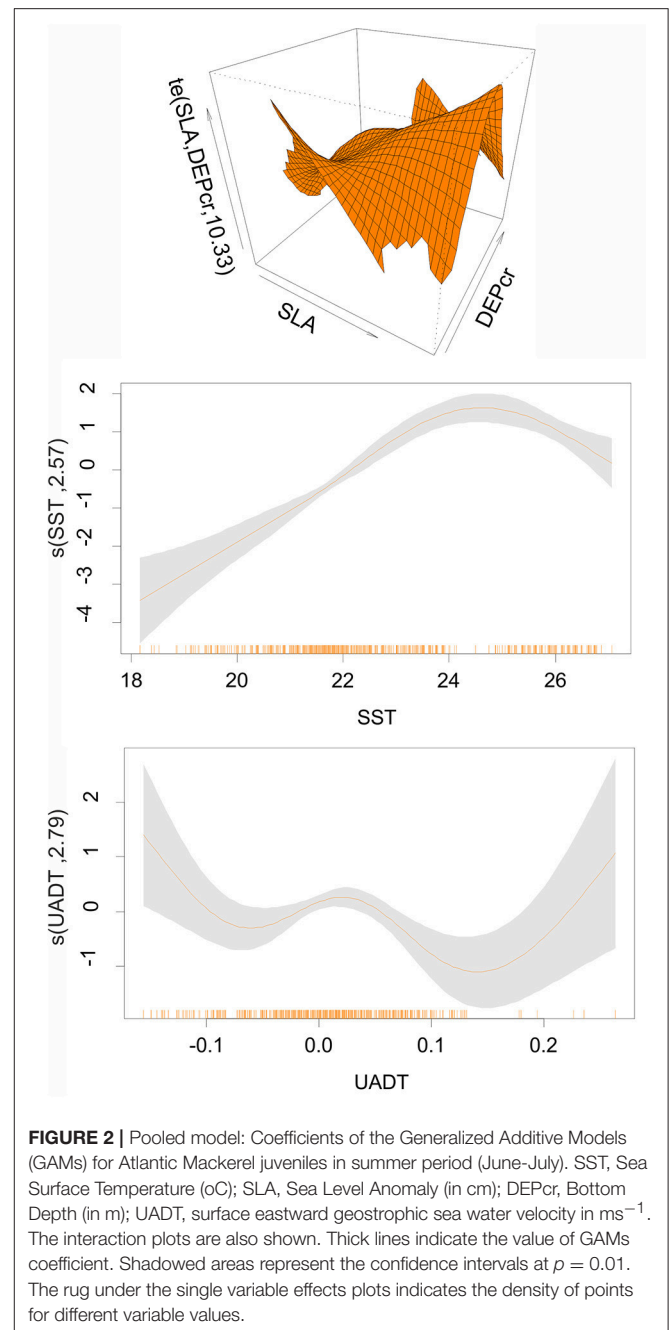 te(SLA,DEPcr,10.33)
SLA
DEPcr
s(SST ,2.57)
2
1
0
-1
-2
-3
-4
18 20 22 24 26
SST
s(UADT ,2.79)
2
1
0
-1
-0.1 0.0 0.1 0.2
UADT
FIGURE 2 | Pooled model: Coefficients of the Generalized Additive Models
(GAMs) for Atlantic Mackerel juveniles in summer period (June-July). SST, Sea
Surface Temperature (oC); SLA, Sea Level Anomaly (in cm); DEPcr, Bottom
Depth (in m); UADT, surface eastward geostrophic sea water velocity in ms⁻¹.
The interaction plots are also shown. Thick lines indicate the value of GAMs
coefficient. Shadowed areas represent the confidence intervals at p = 0.01.
The rug under the single variable effects plots indicates the density of points
for different variable values.